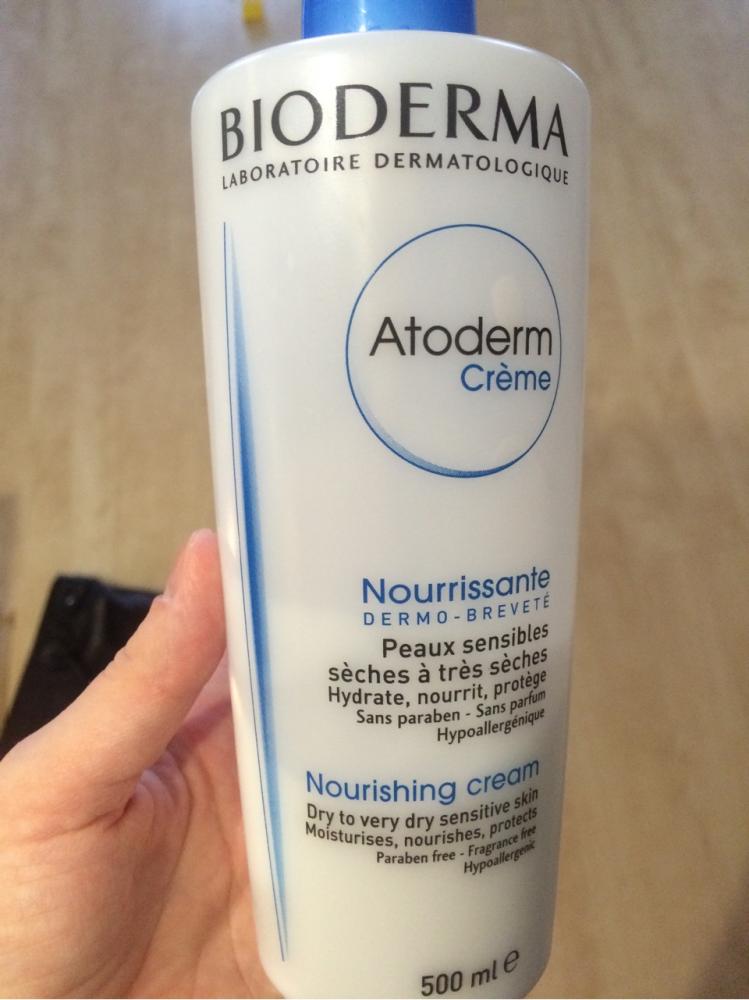 BIODERMA
LABORATOIRE DERMATOLOGIQUE
Atoderm
Crème
Nourrissante
DERMO-BREVETÉ
Peaux sensibles
sèches à très sèches
Hydrate, nourrit, protège
Sans paraben - Sans parfum
Hypoallergénique
Nourishing cream
Dry to very dry sensitive skin
Moisturises, nourishes, protects
Paraben free - Fragrance free
Hypoallergenic
500 ml ℮